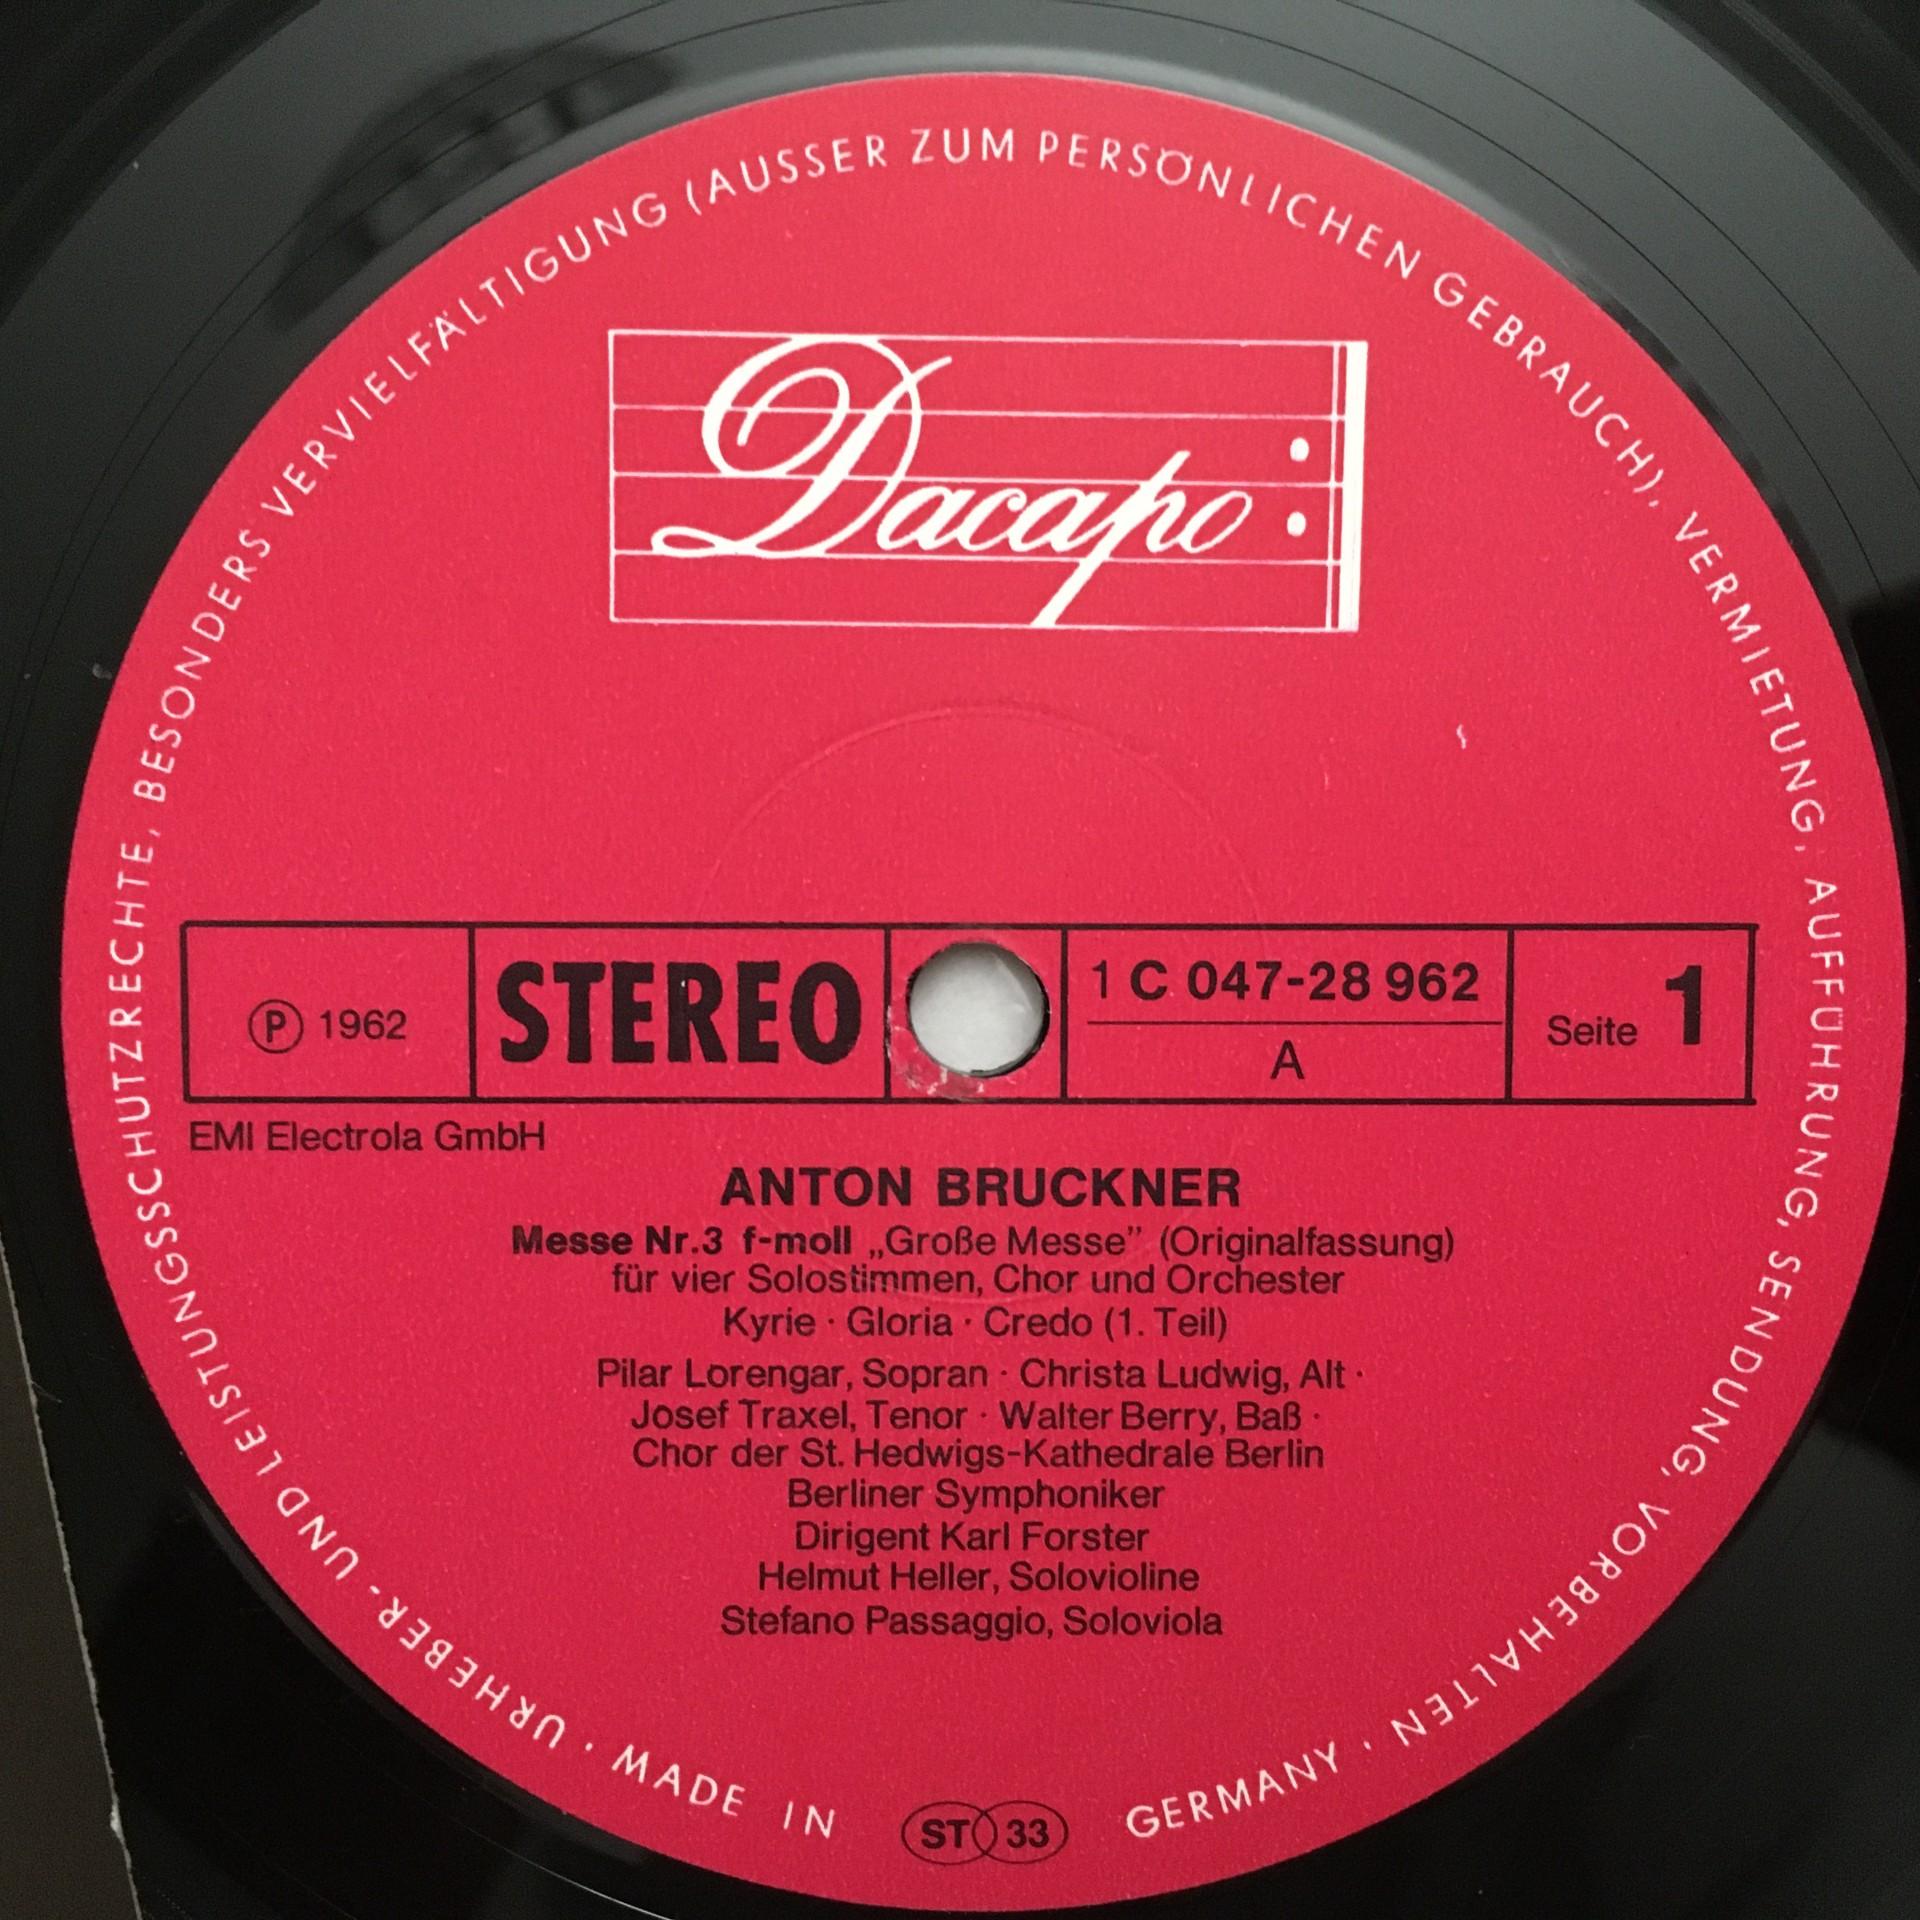 URHEBER- UND LEISTUNGSSCHUTZRECHTE, BESONDERS VERVIELFÄLTIGUNG (AUSSER ZUM PERSÖNLICHEN GEBRAUCH), VERMIETUNG, AUFFÜHRUNG, SENDUNG, VORBEHALTEN ·
Dacapo
Ⓟ 1962
STEREO
1 C 047-28 962
A
Seite 1
EMI Electrola GmbH
ANTON BRUCKNER
Messe Nr.3 f-moll „Große Messe” (Originalfassung)
für vier Solostimmen, Chor und Orchester
Kyrie · Gloria · Credo (1. Teil)
Pilar Lorengar, Sopran · Christa Ludwig, Alt ·
Josef Traxel, Tenor · Walter Berry, Baß ·
Chor der St. Hedwigs-Kathedrale Berlin
Berliner Symphoniker
Dirigent Karl Forster
Helmut Heller, Solovioline
Stefano Passaggio, Soloviola
· MADE IN GERMANY
ST 33